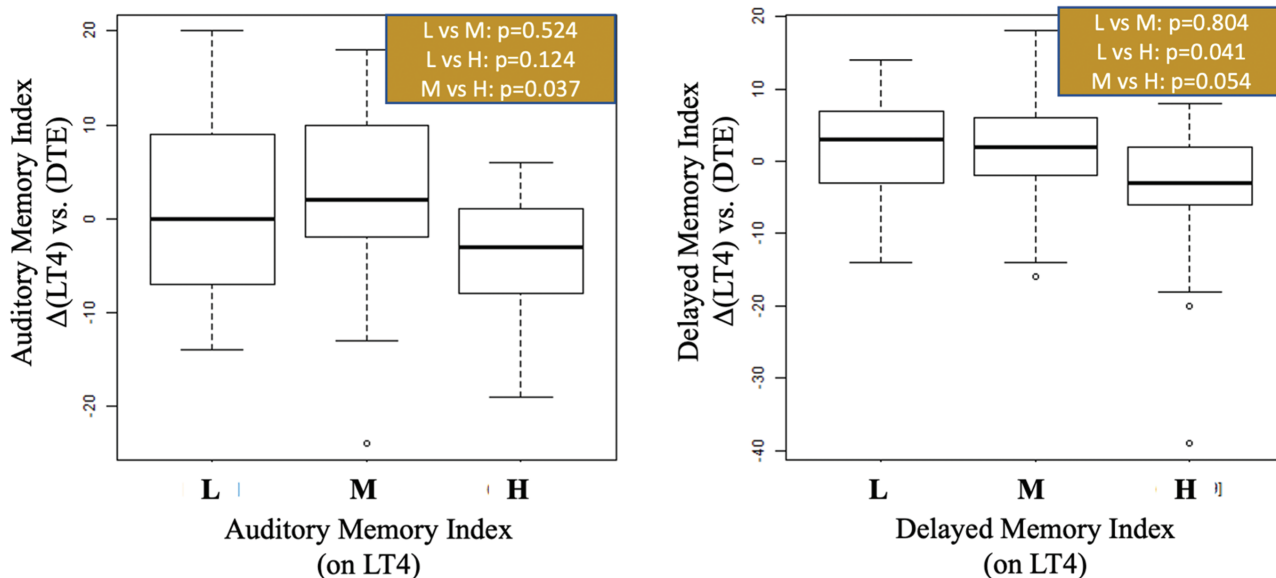 Auditory Memory Index
Δ(LT4) vs. (DTE)
20
10
0
-10
-20
L vs M: p=0.524
L vs H: p=0.124
M vs H: p=0.037
L M H
Auditory Memory Index
(on LT4)
Delayed Memory Index
Δ(LT4) vs. (DTE)
20
10
0
-10
-20
-30
-40
L vs M: p=0.804
L vs H: p=0.041
M vs H: p=0.054
L M H
Delayed Memory Index
(on LT4)